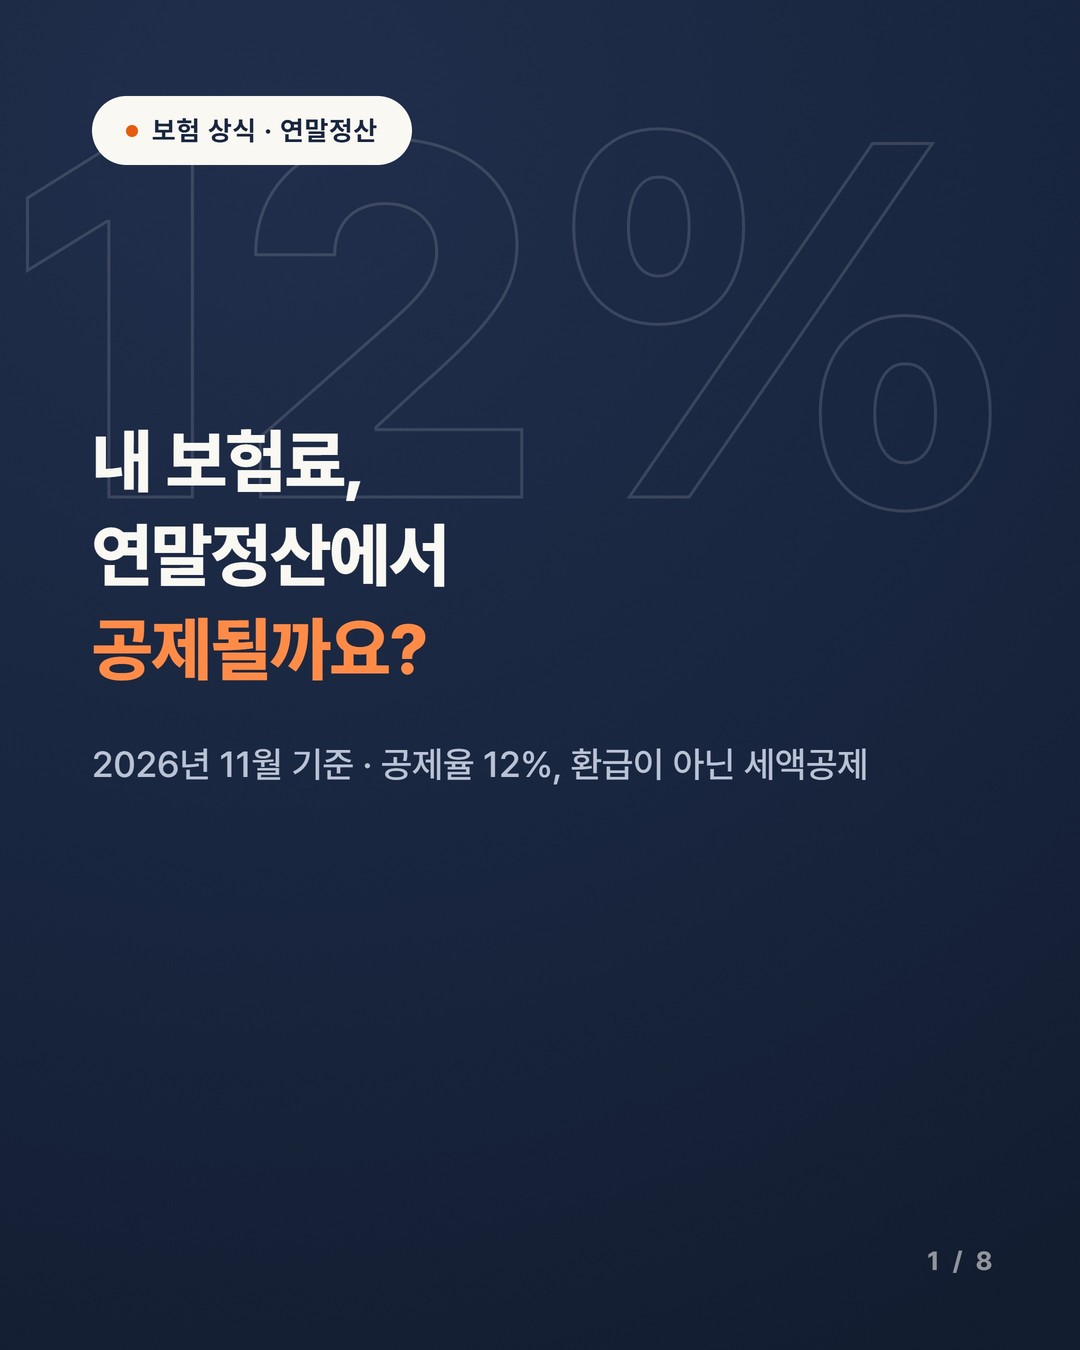 보험 상식 · 연말정산
12%
내 보험료,
연말정산에서
공제될까요?
2026년 11월 기준 · 공제율 12%, 환급이 아닌 세액공제
1 / 8